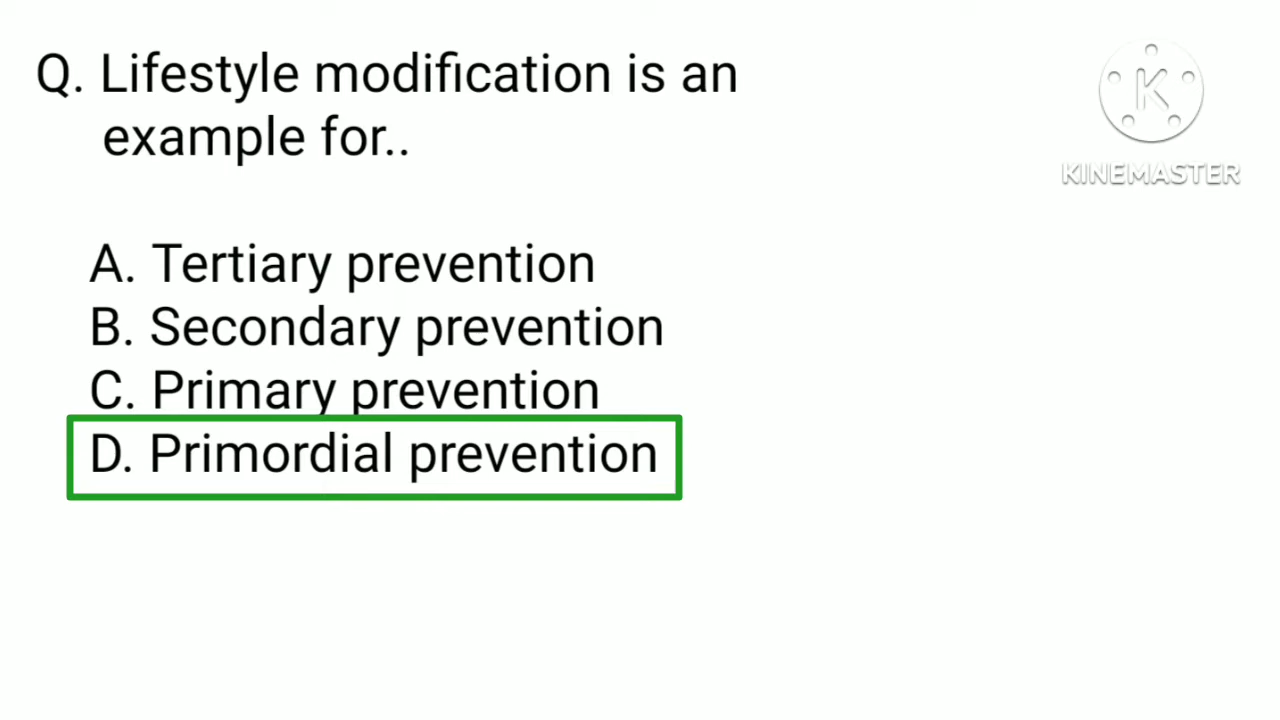 Q. Lifestyle modification is an
example for..
K
KINEMASTER
A. Tertiary prevention
B. Secondary prevention
C. Primary prevention
D. Primordial prevention